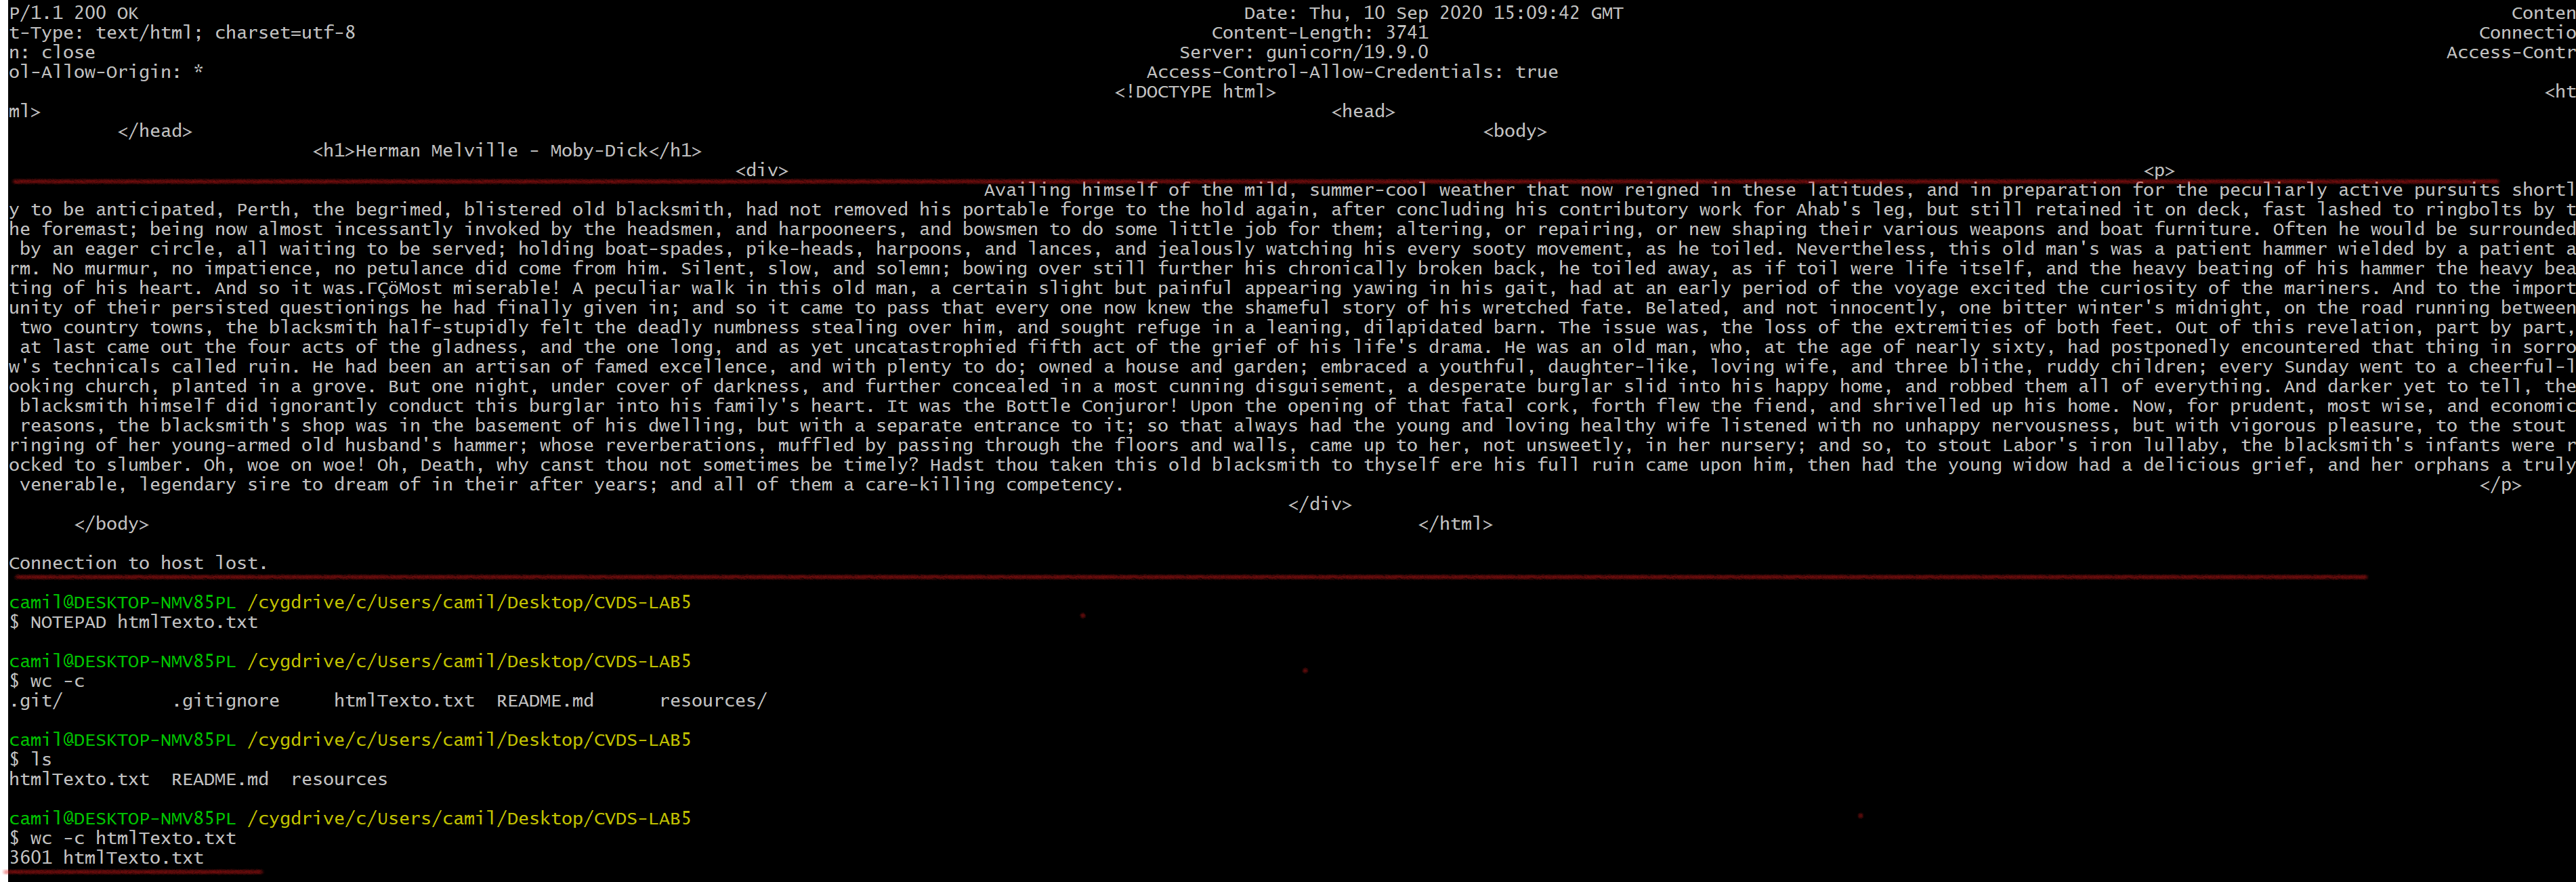 P/1.1 200 OK Date: Thu, 10 Sep 2020 15:09:42 GMT Conten
t-Type: text/html; charset=utf-8 Content-Length: 3741 Connectio
n: close Server: gunicorn/19.9.0 Access-Contr
ol-Allow-Origin: * Access-Control-Allow-Credentials: true
<!DOCTYPE html> <ht
ml> <head>
</head> <body>
<h1>Herman Melville - Moby-Dick</h1>
<div> <p>
Availing himself of the mild, summer-cool weather that now reigned in these latitudes, and in preparation for the peculiarly active pursuits shortl
y to be anticipated, Perth, the begrimed, blistered old blacksmith, had not removed his portable forge to the hold again, after concluding his contributory work for Ahab's leg, but still retained it on deck, fast lashed to ringbolts by t
he foremast; being now almost incessantly invoked by the headsmen, and harpooneers, and bowsmen to do some little job for them; altering, or repairing, or new shaping their various weapons and boat furniture. Often he would be surrounded
by an eager circle, all waiting to be served; holding boat-spades, pike-heads, harpoons, and lances, and jealously watching his every sooty movement, as he toiled. Nevertheless, this old man's was a patient hammer wielded by a patient a
rm. No murmur, no impatience, no petulance did come from him. Silent, slow, and solemn; bowing over still further his chronically broken back, he toiled away, as if toil were life itself, and the heavy beating of his hammer the heavy bea
ting of his heart. And so it was.ΓÇöMost miserable! A peculiar walk in this old man, a certain slight but painful appearing yawing in his gait, had at an early period of the voyage excited the curiosity of the mariners. And to the import
unity of their persisted questionings he had finally given in; and so it came to pass that every one now knew the shameful story of his wretched fate. Belated, and not innocently, one bitter winter's midnight, on the road running between
two country towns, the blacksmith half-stupidly felt the deadly numbness stealing over him, and sought refuge in a leaning, dilapidated barn. The issue was, the loss of the extremities of both feet. Out of this revelation, part by part,
at last came out the four acts of the gladness, and the one long, and as yet uncatastrophied fifth act of the grief of his life's drama. He was an old man, who, at the age of nearly sixty, had postponedly encountered that thing in sorro
w's technicals called ruin. He had been an artisan of famed excellence, and with plenty to do; owned a house and garden; embraced a youthful, daughter-like, loving wife, and three blithe, ruddy children; every Sunday went to a cheerful-l
ooking church, planted in a grove. But one night, under cover of darkness, and further concealed in a most cunning disguisement, a desperate burglar slid into his happy home, and robbed them all of everything. And darker yet to tell, the
blacksmith himself did ignorantly conduct this burglar into his family's heart. It was the Bottle Conjuror! Upon the opening of that fatal cork, forth flew the fiend, and shrivelled up his home. Now, for prudent, most wise, and economic
reasons, the blacksmith's shop was in the basement of his dwelling, but with a separate entrance to it; so that always had the young and loving healthy wife listened with no unhappy nervousness, but with vigorous pleasure, to the stout
ringing of her young-armed old husband's hammer; whose reverberations, muffled by passing through the floors and walls, came up to her, not unsweetly, in her nursery; and so, to stout Labor's iron lullaby, the blacksmith's infants were r
ocked to slumber. Oh, woe on woe! Oh, Death, why canst thou not sometimes be timely? Hadst thou taken this old blacksmith to thyself ere his full ruin came upon him, then had the young widow had a delicious grief, and her orphans a truly
venerable, legendary sire to dream of in their after years; and all of them a care-killing competency. </p>
</div>
</body> </html>
Connection to host lost.
camil@DESKTOP-NMV85PL /cygdrive/c/Users/camil/Desktop/CVDS-LAB5
$ NOTEPAD htmlTexto.txt
camil@DESKTOP-NMV85PL /cygdrive/c/Users/camil/Desktop/CVDS-LAB5
$ wc -c
.git/ .gitignore htmlTexto.txt README.md resources/
camil@DESKTOP-NMV85PL /cygdrive/c/Users/camil/Desktop/CVDS-LAB5
$ ls
htmlTexto.txt README.md resources
camil@DESKTOP-NMV85PL /cygdrive/c/Users/camil/Desktop/CVDS-LAB5
$ wc -c htmlTexto.txt
3601 htmlTexto.txt